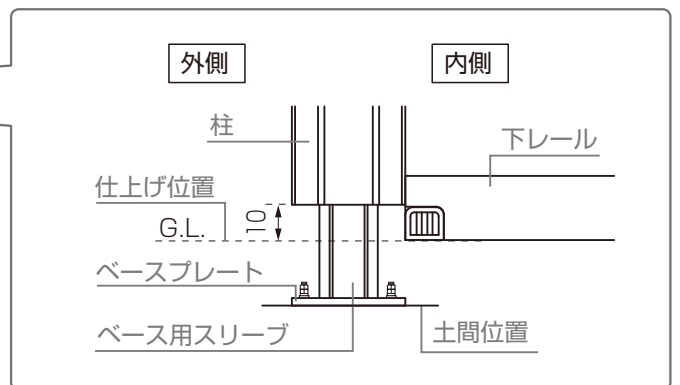 外側
内側
柱
下レール
仕上げ位置
G.L.
10
ベースプレート
ベース用スリーブ
土間位置